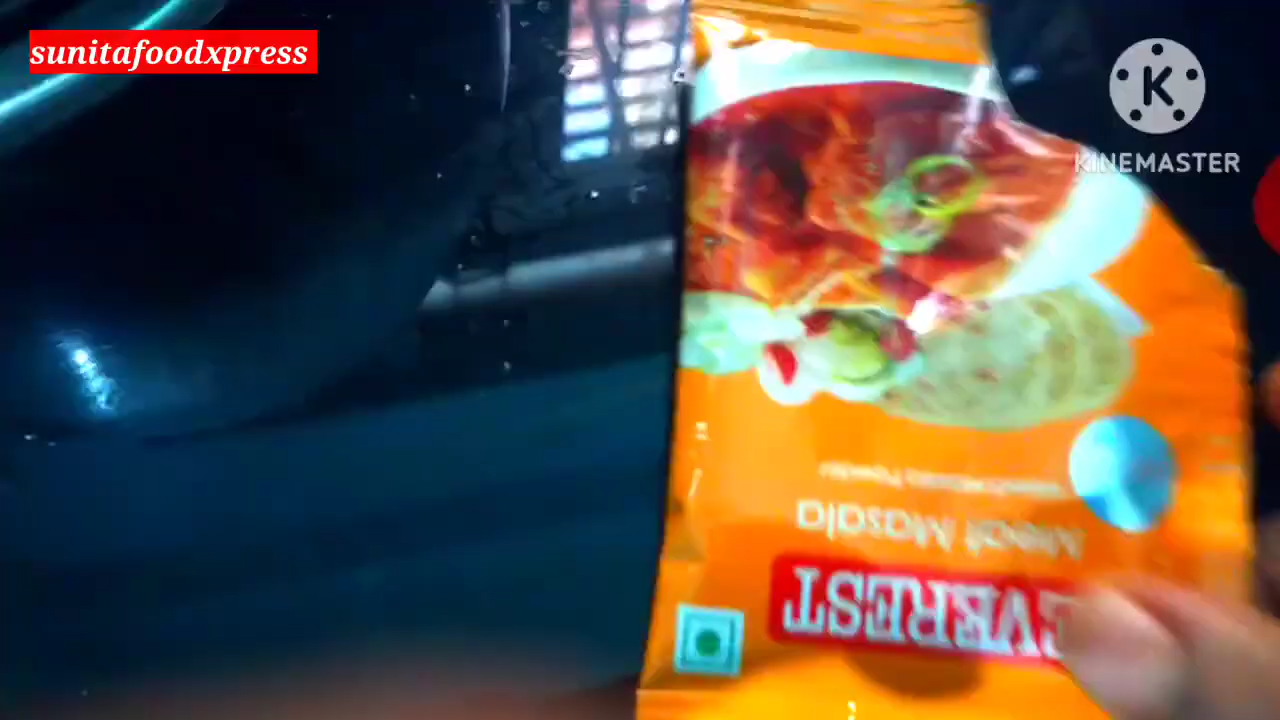 sunitafoodxpress
K
KINEMASTER
Meat Masala
EVEREST